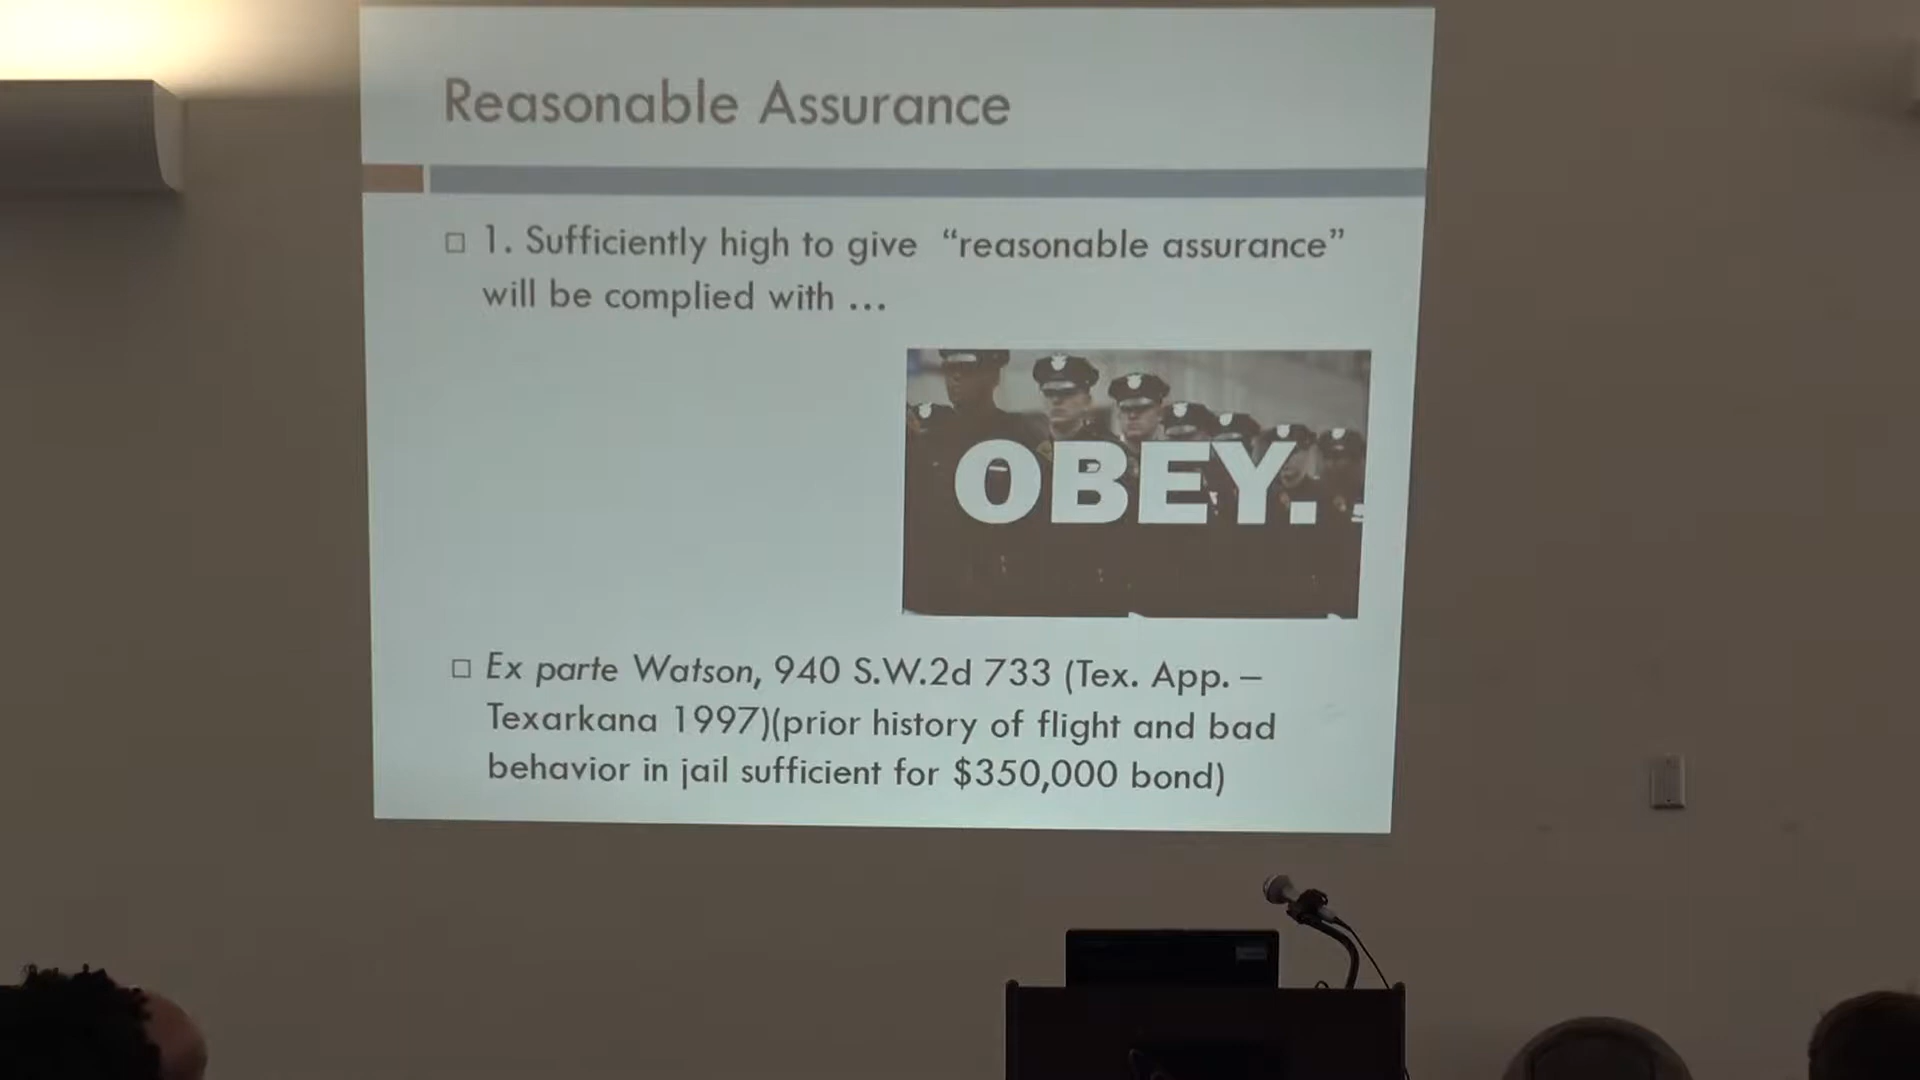 Reasonable Assurance
1. Sufficiently high to give “reasonable assurance”
will be complied with ...
OBEY.
Ex parte Watson, 940 S.W.2d 733 (Tex. App. –
Texarkana 1997)(prior history of flight and bad
behavior in jail sufficient for $350,000 bond)